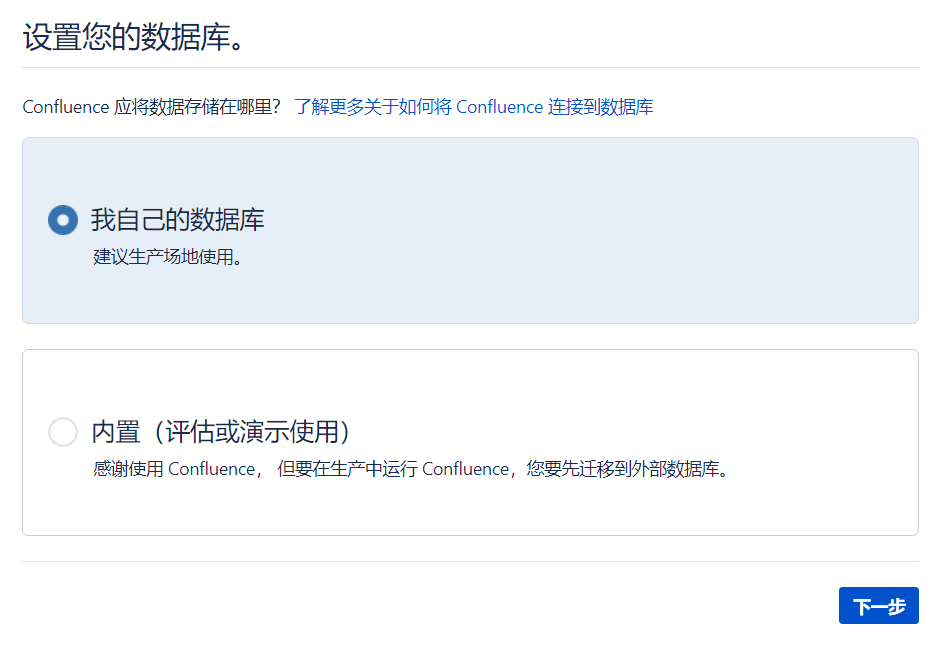 设置您的数据库。
Confluence 应将数据存储在哪里? 了解更多关于如何将 Confluence 连接到数据库
我自己的数据库
建议生产场地使用。
内置（评估或演示使用）
感谢使用 Confluence， 但要在生产中运行 Confluence，您要先迁移到外部数据库。
下一步